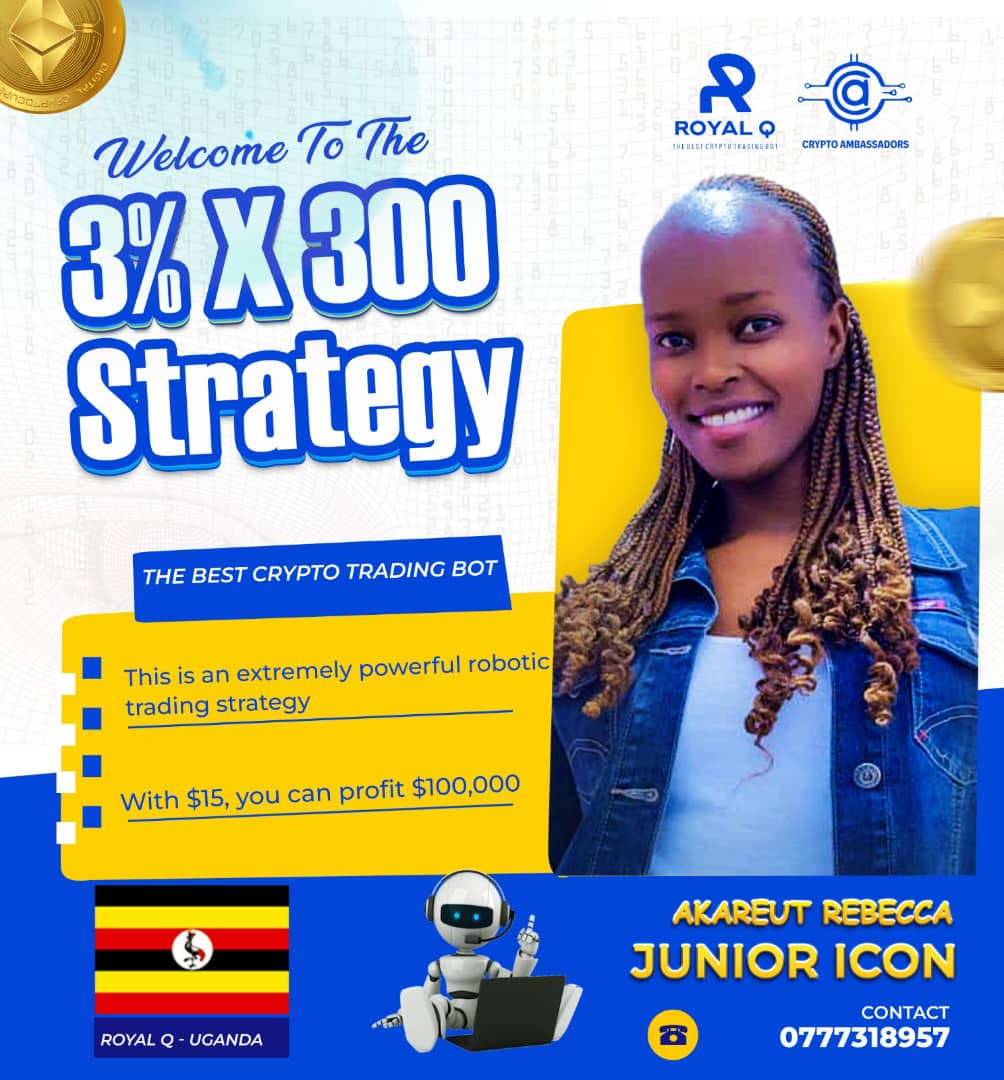 ROYAL Q
THE BEST CRYPTO TRADING BOT
CRYPTO AMBASSADORS
Welcome To The
3% X 300
Strategy
THE BEST CRYPTO TRADING BOT
This is an extremely powerful robotic
trading strategy
With $15, you can profit $100,000
ROYAL Q - UGANDA
AKAREUT REBECCA
JUNIOR ICON
CONTACT
0777318957